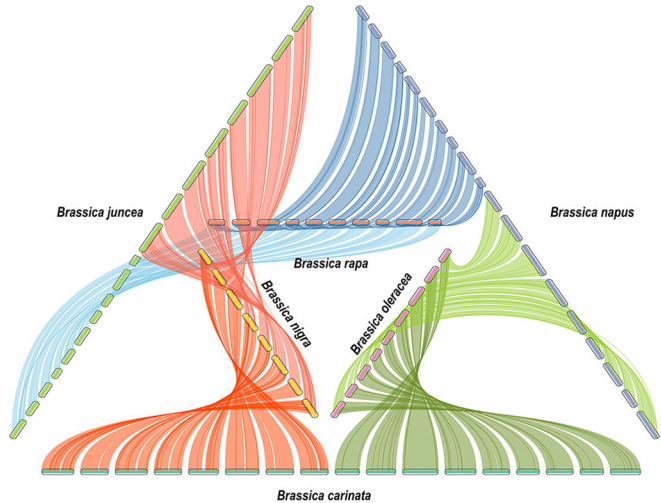 Brassica juncea
Brassica napus
Brassica rapa
Brassica nigra
Brassica oleracea
Brassica carinata